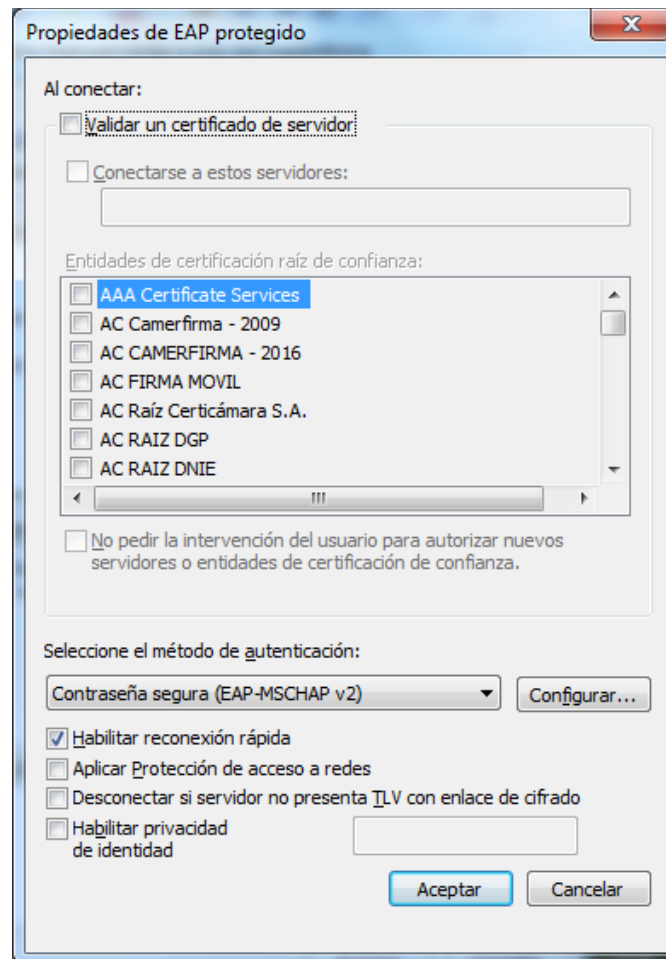 Propiedades de EAP protegido
Al conectar:
Validar un certificado de servidor
Conectarse a estos servidores:
Entidades de certificación raíz de confianza:
AAA Certificate Services
AC Camerfirma - 2009
AC CAMERFIRMA - 2016
AC FIRMA MOVIL
AC Raíz Certicámara S.A.
AC RAIZ DGP
AC RAIZ DNIE
No pedir la intervención del usuario para autorizar nuevos
servidores o entidades de certificación de confianza.
Seleccione el método de autenticación:
Contraseña segura (EAP-MSCHAP v2)
Configurar...
Habilitar reconexión rápida
Aplicar Protección de acceso a redes
Desconectar si servidor no presenta TLV con enlace de cifrado
Habilitar privacidad
de identidad
Aceptar
Cancelar